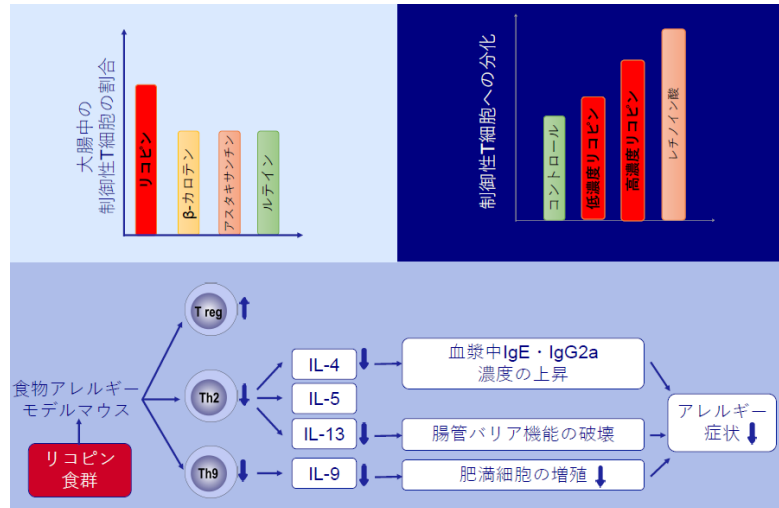 大腸中の
制御性T細胞の割合
リコピン
β-カロテン
アスタキサンチン
ルテイン
制御性T細胞への分化
コントロール
低濃度リコピン
高濃度リコピン
レチノイン酸
食物アレルギー
モデルマウス
リコピン
食群
T reg
Th2
Th9
IL-4
IL-5
IL-13
IL-9
血漿中IgE・IgG2a
濃度の上昇
腸管バリア機能の破壊
肥満細胞の増殖
アレルギー
症状